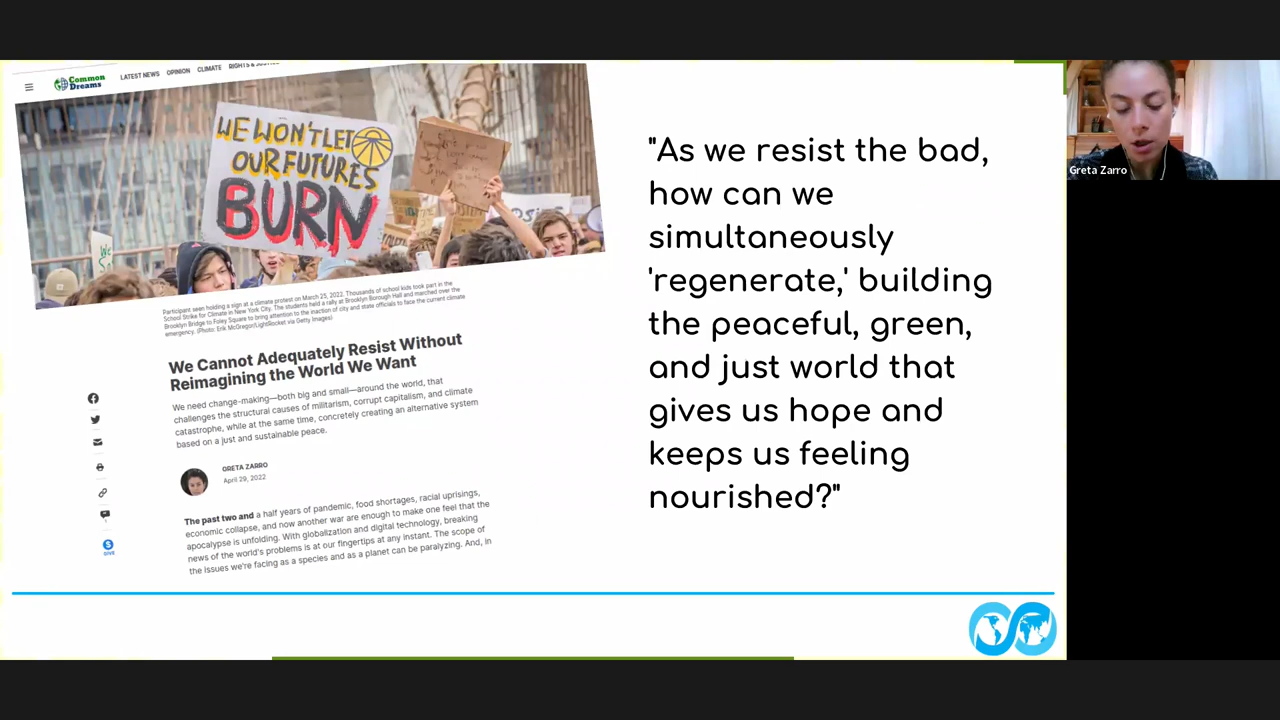 Common
Dreams
LATEST NEWS OPINION CLIMATE RIGHTS & JUSTICE
WE WON'T LET
OUR FUTURES
BURN
Participant seen holding a sign at a climate protest on March 25, 2022. Thousands of school kids took part in the
School Strike for Climate in New York City. The students held a rally at Brooklyn Borough Hall and marched over the
Brooklyn Bridge to Foley Square to bring attention to the inaction of city and state officials to face the current climate
emergency. (Photo: Erik McGregor/LightRocket via Getty Images)
We Cannot Adequately Resist Without
Reimagining the World We Want
We need change-making—both big and small—around the world, that
challenges the structural causes of militarism, corrupt capitalism, and climate
catastrophe, while at the same time, concretely creating an alternative system
based on a just and sustainable peace.
GRETA ZARRO
April 29, 2022
The past two and a half years of pandemic, food shortages, racial uprisings,
economic collapse, and now another war are enough to make one feel that the
apocalypse is unfolding. With globalization and digital technology, breaking
news of the world's problems is at our fingertips at any instant. The scope of
the issues we're facing as a species and as a planet can be paralyzing. And, in
GIVE
"As we resist the bad,
how can we
simultaneously
'regenerate,' building
the peaceful, green,
and just world that
gives us hope and
keeps us feeling
nourished?"
Greta Zarro